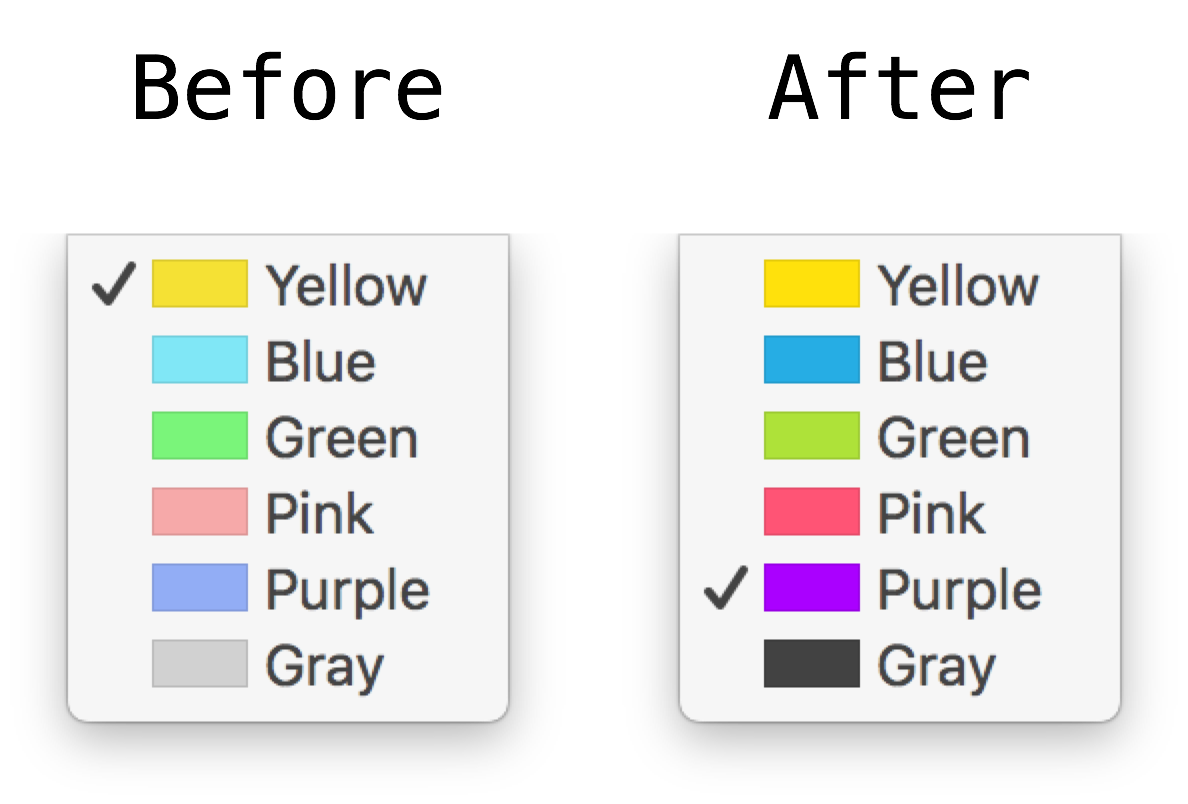 Before
After
Yellow
Blue
Green
Pink
Purple
Gray
Yellow
Blue
Green
Pink
Purple
Gray